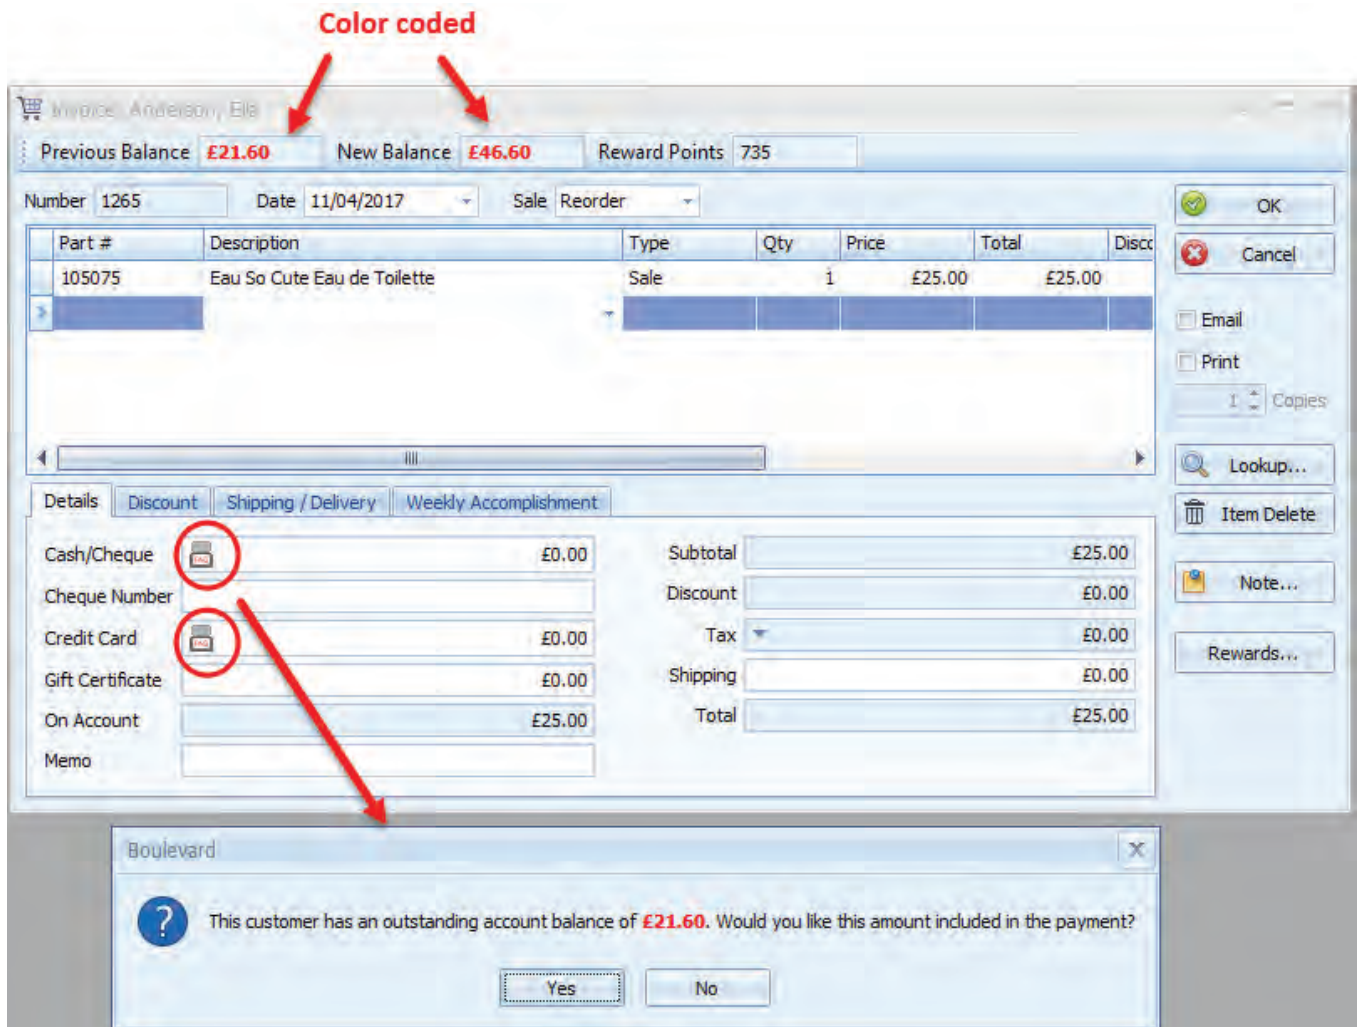 Color coded
Invoice: Anderson, Ella
Previous Balance £21.60 New Balance £46.60 Reward Points 735
Number 1265 Date 11/04/2017 Sale Reorder
OK
Part # Description Type Qty Price Total Disco
Cancel
105075 Eau So Cute Eau de Toilette Sale 1 £25.00 £25.00
Email
Print
1 Copies
Lookup...
Details Discount Shipping / Delivery Weekly Accomplishment
Item Delete
Cash/Cheque FAQ £0.00 Subtotal £25.00
Note...
Cheque Number Discount £0.00
Credit Card FAQ £0.00 Tax £0.00
Rewards...
Gift Certificate £0.00 Shipping £0.00
On Account £25.00 Total £25.00
Memo
Boulevard
This customer has an outstanding account balance of £21.60. Would you like this amount included in the payment?
Yes No